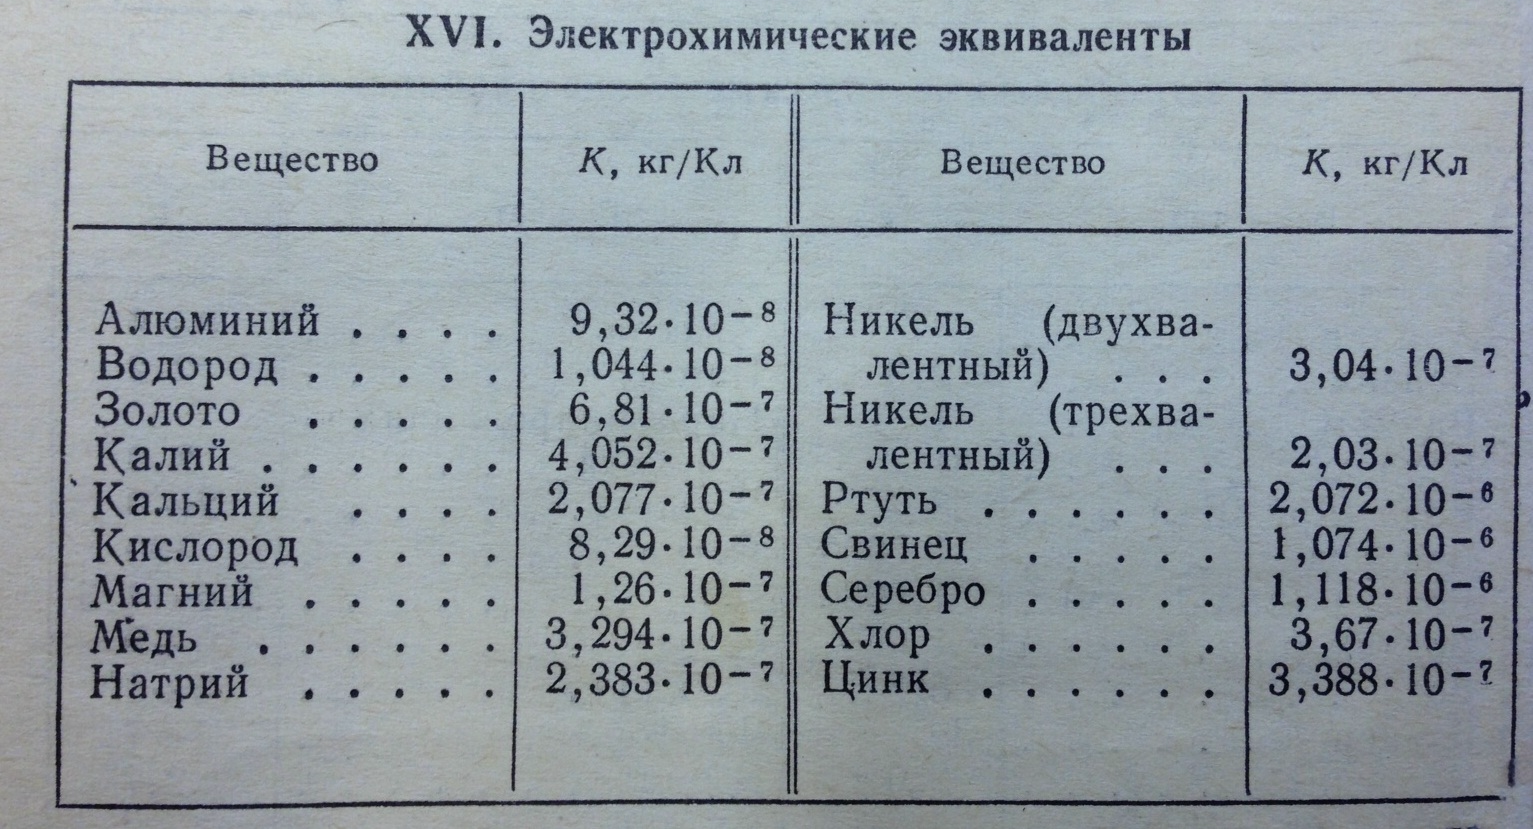 XVI. Электрохимические эквиваленты
Вещество K, кг/Кл Вещество K, кг/Кл
Алюминий . . . . 9,32·10−8 Никель (двухва-
Водород . . . . . 1,044·10−8 лентный) . . . 3,04·10−7
Золото . . . . . 6,81·10−7 Никель (трехва-
Калий . . . . . . 4,052·10−7 лентный) . . . 2,03·10−7
Кальций . . . . 2,077·10−7 Ртуть . . . . . . 2,072·10−6
Кислород . . . . 8,29·10−8 Свинец . . . . . 1,074·10−6
Магний . . . . . 1,26·10−7 Серебро . . . . . 1,118·10−6
Медь . . . . . . 3,294·10−7 Хлор . . . . . . 3,67·10−7
Натрий . . . . . 2,383·10−7 Цинк . . . . . . 3,388·10−7